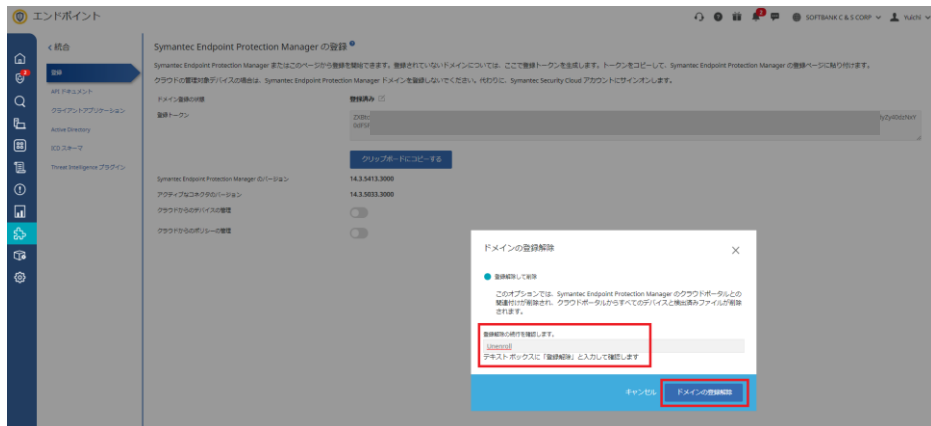 エンドポイント
2
SOFTBANK C & S CORP
Yuichi
< 統合
Symantec Endpoint Protection Manager の登録
登録
API ドキュメント
クライアントアプリケーション
Active Directory
ICD スキーマ
Threat Intelligence プラグイン
Symantec Endpoint Protection Manager またはこのページから登録を開始できます。登録されていないドメインについては、ここで登録トークンを生成します。トークンをコピーして、Symantec Endpoint Protection Manager の登録ページに貼り付けます。
クラウドの管理対象デバイスの場合は、Symantec Endpoint Protection Manager ドメインを登録しないでください。代わりに、Symantec Security Cloud アカウントにサインオンします。
ドメイン登録の状態
登録済み
登録トークン
クリップボードにコピーする
Symantec Endpoint Protection Manager のバージョン
14.3.5413.3000
アクティブなコネクタのバージョン
14.3.5033.3000
クラウドからのデバイスの管理
クラウドからのポリシーの管理
ドメインの登録解除
登録解除して削除
このオプションでは、Symantec Endpoint Protection Manager のクラウドポータルとの
関連付けが削除され、クラウドポータルからすべてのデバイスと検出済みファイルが削除
されます。
登録解除の続行を確認します。
Unenroll
テキスト ボックスに「登録解除」と入力して確認します
キャンセル
ドメインの登録解除